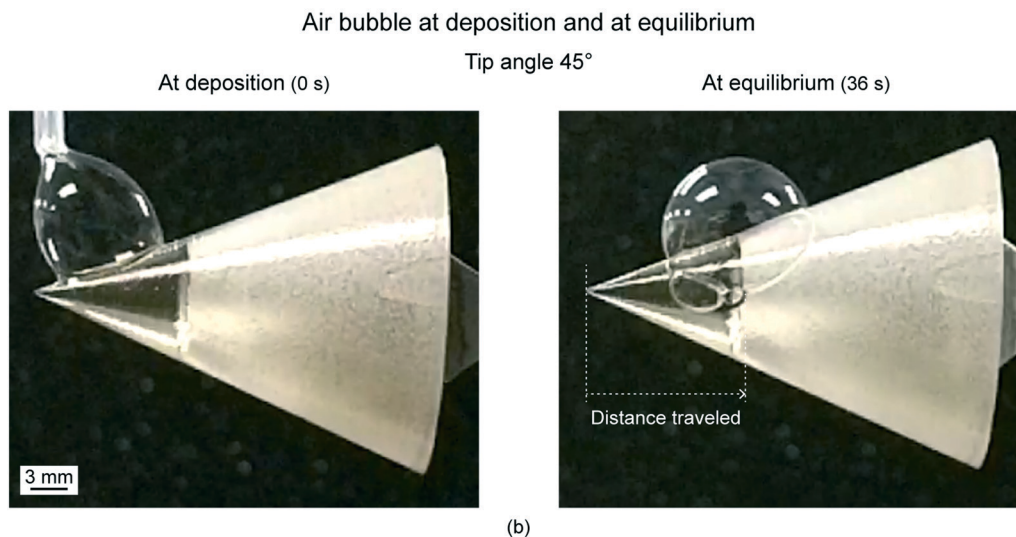 Air bubble at deposition and at equilibrium
Tip angle 45°
At deposition (0 s)
At equilibrium (36 s)
Distance traveled
3 mm
(b)